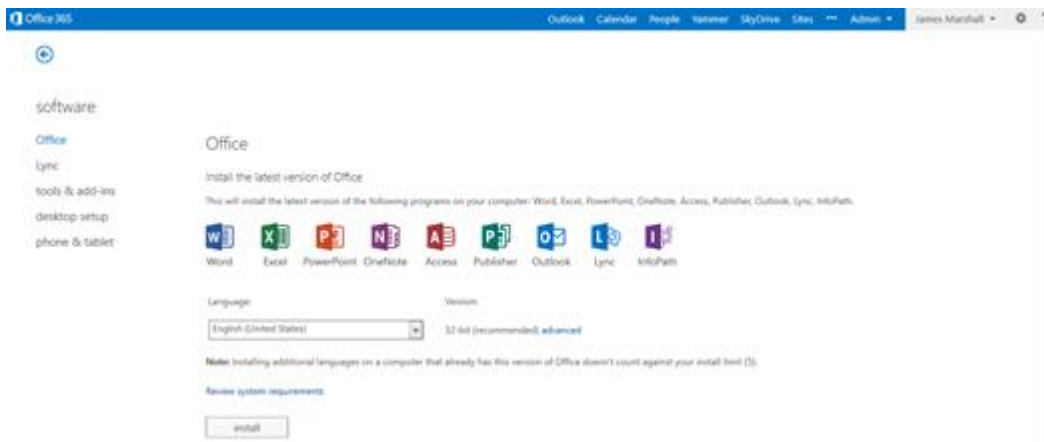 Office 365 Outlook Calendar People Yammer SkyDrive Sites ••• Admin James Marshall
software
Office
Lync
tools & add-ins
desktop setup
phone & tablet
Office
Install the latest version of Office
This will install the latest version of the following programs on your computer: Word, Excel, PowerPoint, OneNote, Access, Publisher, Outlook, Lync, InfoPath.
Word Excel PowerPoint OneNote Access Publisher Outlook Lync InfoPath
Language: Version:
English (United States) 32-bit (recommended) advanced
Note: Installing additional languages on a computer that already has this version of Office doesn't count against your install limit (5).
Review system requirements
install